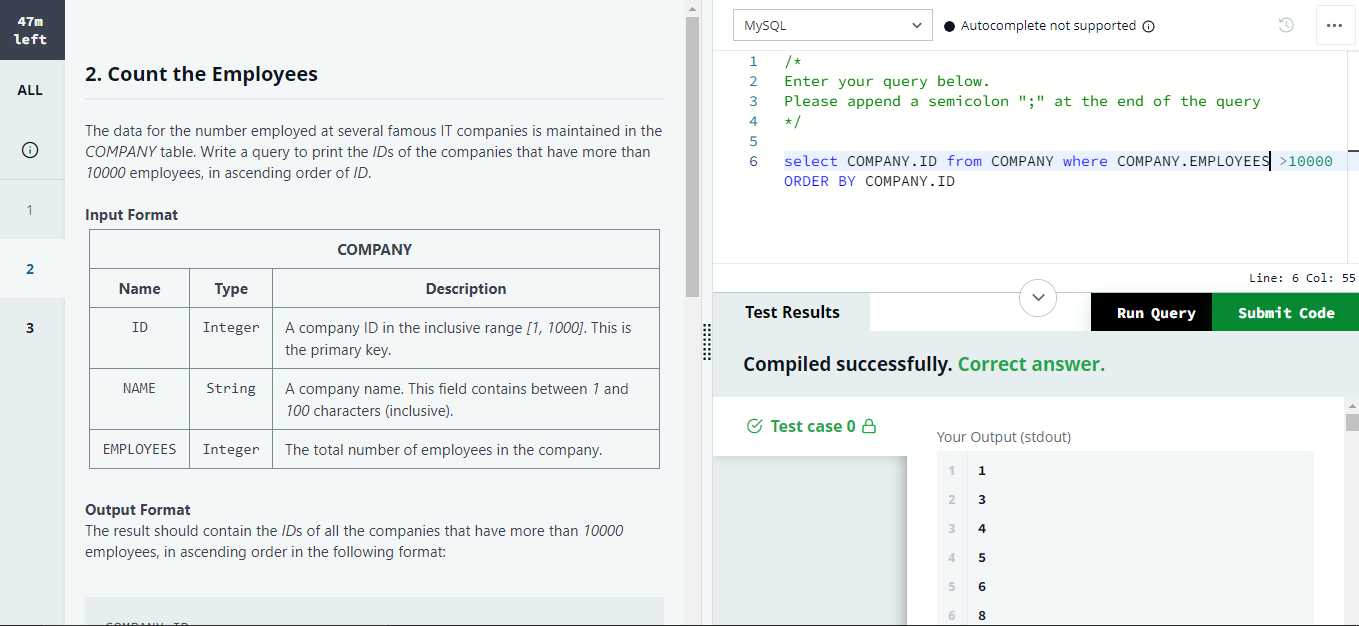 47m
left
ALL
1
2
3
2. Count the Employees
The data for the number employed at several famous IT companies is maintained in the
COMPANY table. Write a query to print the IDs of the companies that have more than
10000 employees, in ascending order of ID.
Input Format
COMPANY
Name Type Description
ID Integer A company ID in the inclusive range [1, 1000]. This is
the primary key.
NAME String A company name. This field contains between 1 and
100 characters (inclusive).
EMPLOYEES Integer The total number of employees in the company.
Output Format
The result should contain the IDs of all the companies that have more than 10000
employees, in ascending order in the following format:
COMPANY.ID
MySQL
Autocomplete not supported
1 /*
2 Enter your query below.
3 Please append a semicolon ";" at the end of the query
4 */
5
6 select COMPANY.ID from COMPANY where COMPANY.EMPLOYEES >10000
ORDER BY COMPANY.ID
Line: 6 Col: 55
Test Results
Run Query
Submit Code
Compiled successfully. Correct answer.
Test case 0
Your Output (stdout)
1 1
2 3
3 4
4 5
5 6
6 8